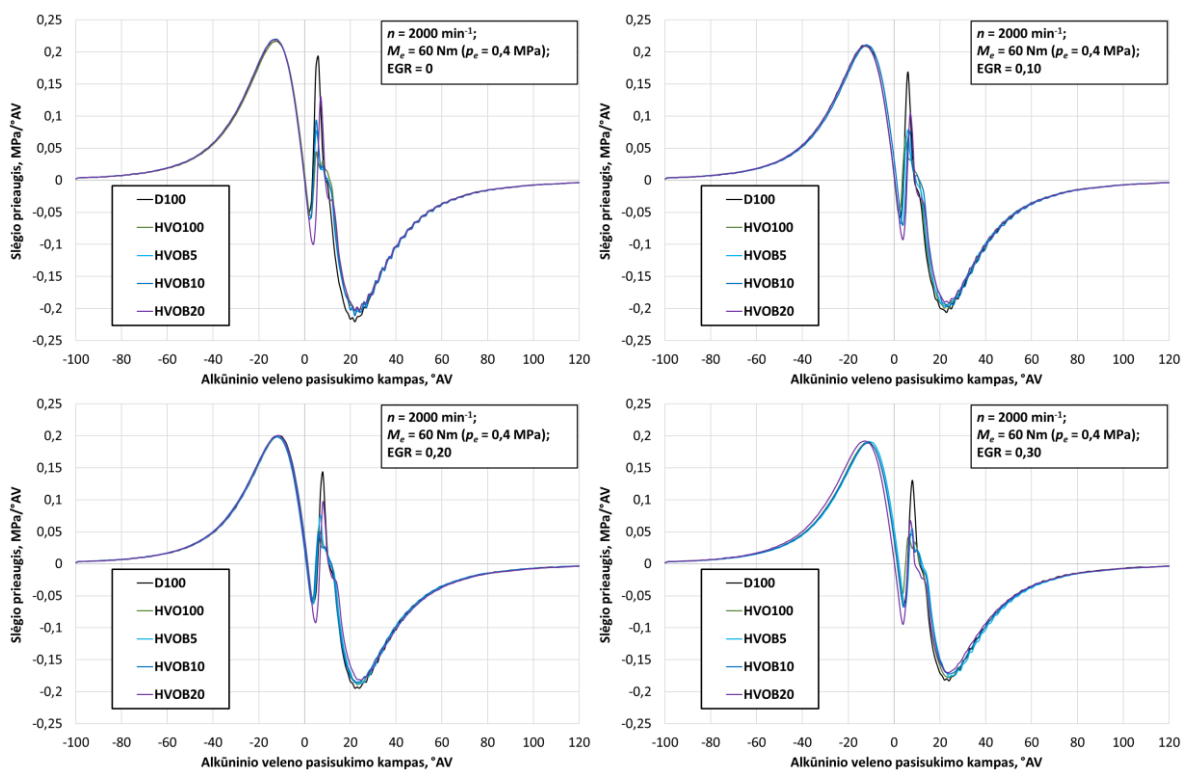 n = 2000 min-1;
Me = 60 Nm (pe = 0,4 MPa);
EGR = 0
Slėgio prieaugis, MPa/°AV
0,25
0,2
0,15
0,1
0,05
0
-0,05
-0,1
-0,15
-0,2
0,25
D100
HVO100
HVOB5
HVOB10
HVOB20
-100 -80 -60 -40 -20 0 20 40 60 80 100 120
Alkūninio veleno pasisukimo kampas, °AV
n = 2000 min-1;
Me = 60 Nm (pe = 0,4 MPa);
EGR = 0,10
Slėgio prieaugis, MPa/°AV
0,25
0,2
0,15
0,1
0,05
0
-0,05
-0,1
-0,15
-0,2
0,25
D100
HVO100
HVOB5
HVOB10
HVOB20
-100 -80 -60 -40 -20 0 20 40 60 80 100 120
Alkūninio veleno pasisukimo kampas, °AV
n = 2000 min-1;
Me = 60 Nm (pe = 0,4 MPa);
EGR = 0,20
Slėgio prieaugis, MPa/°AV
0,25
0,2
0,15
0,1
0,05
0
-0,05
-0,1
-0,15
-0,2
-0,25
D100
HVO100
HVOB5
HVOB10
HVOB20
-100 -80 -60 -40 -20 0 20 40 60 80 100 120
Alkūninio veleno pasisukimo kampas, °AV
n = 2000 min-1;
Me = 60 Nm (pe = 0,4 MPa);
EGR = 0,30
Slėgio prieaugis, MPa/°AV
0,25
0,2
0,15
0,1
0,05
0
-0,05
-0,1
-0,15
-0,2
-0,25
D100
HVO100
HVOB5
HVOB10
HVOB20
-100 -80 -60 -40 -20 0 20 40 60 80 100 120
Alkūninio veleno pasisukimo kampas, °AV